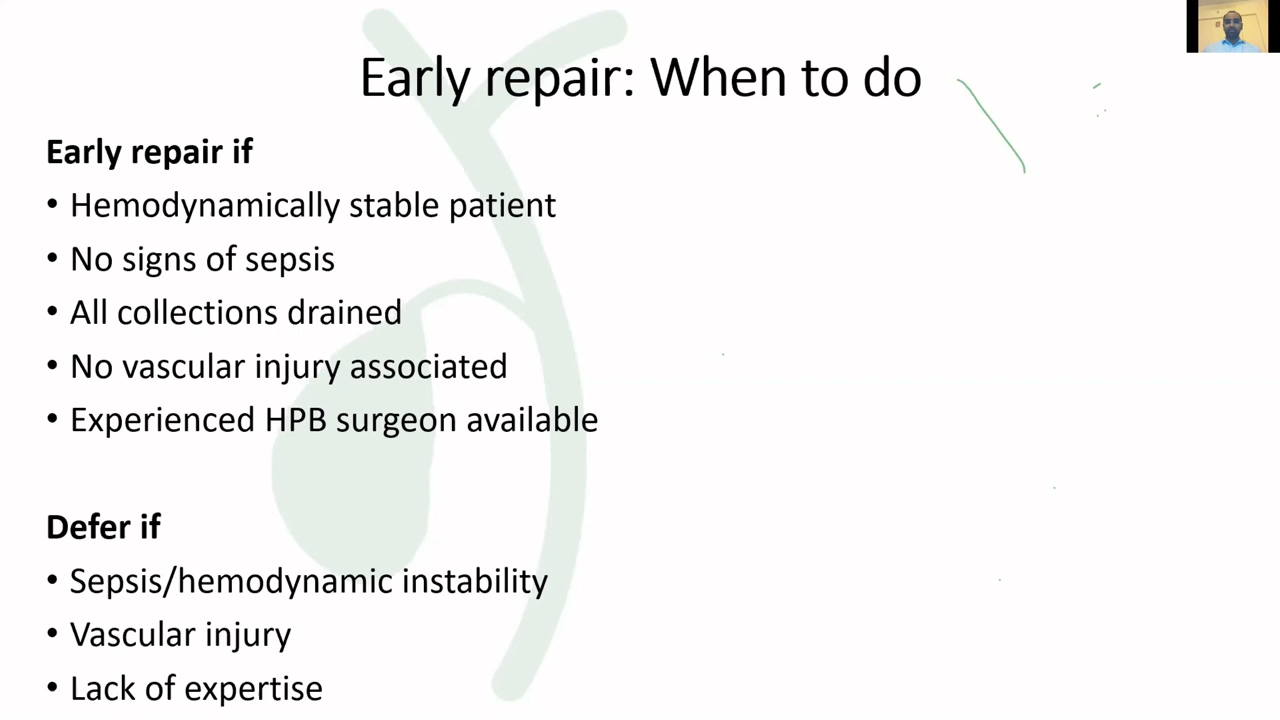 Early repair: When to do
Early repair if
• Hemodynamically stable patient
• No signs of sepsis
• All collections drained
• No vascular injury associated
• Experienced HPB surgeon available
Defer if
• Sepsis/hemodynamic instability
• Vascular injury
• Lack of expertise